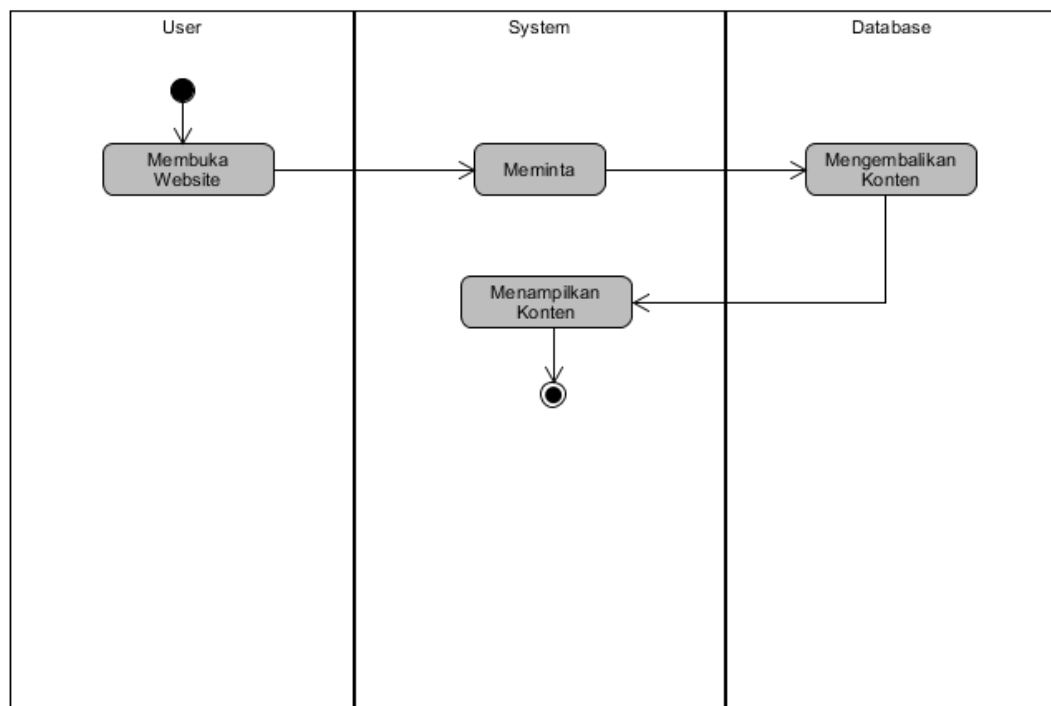 User
System
Database
Membuka
Website
Meminta
Mengembalikan
Konten
Menampilkan
Konten